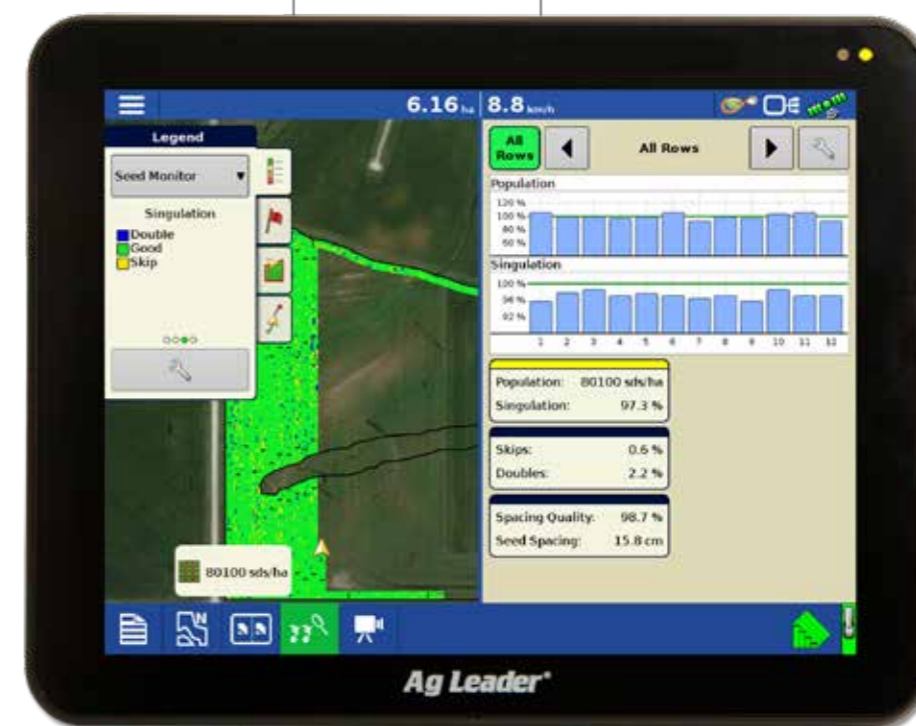 6.16 ha
8.8 km/h
Legend
Seed Monitor
Singulation
Double
Good
Skip
80100 sds/ha
All Rows
All Rows
Population
120 %
100 %
80 %
60 %
Singulation
100 %
96 %
92 %
1 2 3 4 5 6 7 8 9 10 11 12
Population: 80100 sds/ha
Singulation: 97.3 %
Skips: 0.6 %
Doubles: 2.2 %
Spacing Quality: 98.7 %
Seed Spacing: 15.8 cm
N
Ag Leader®